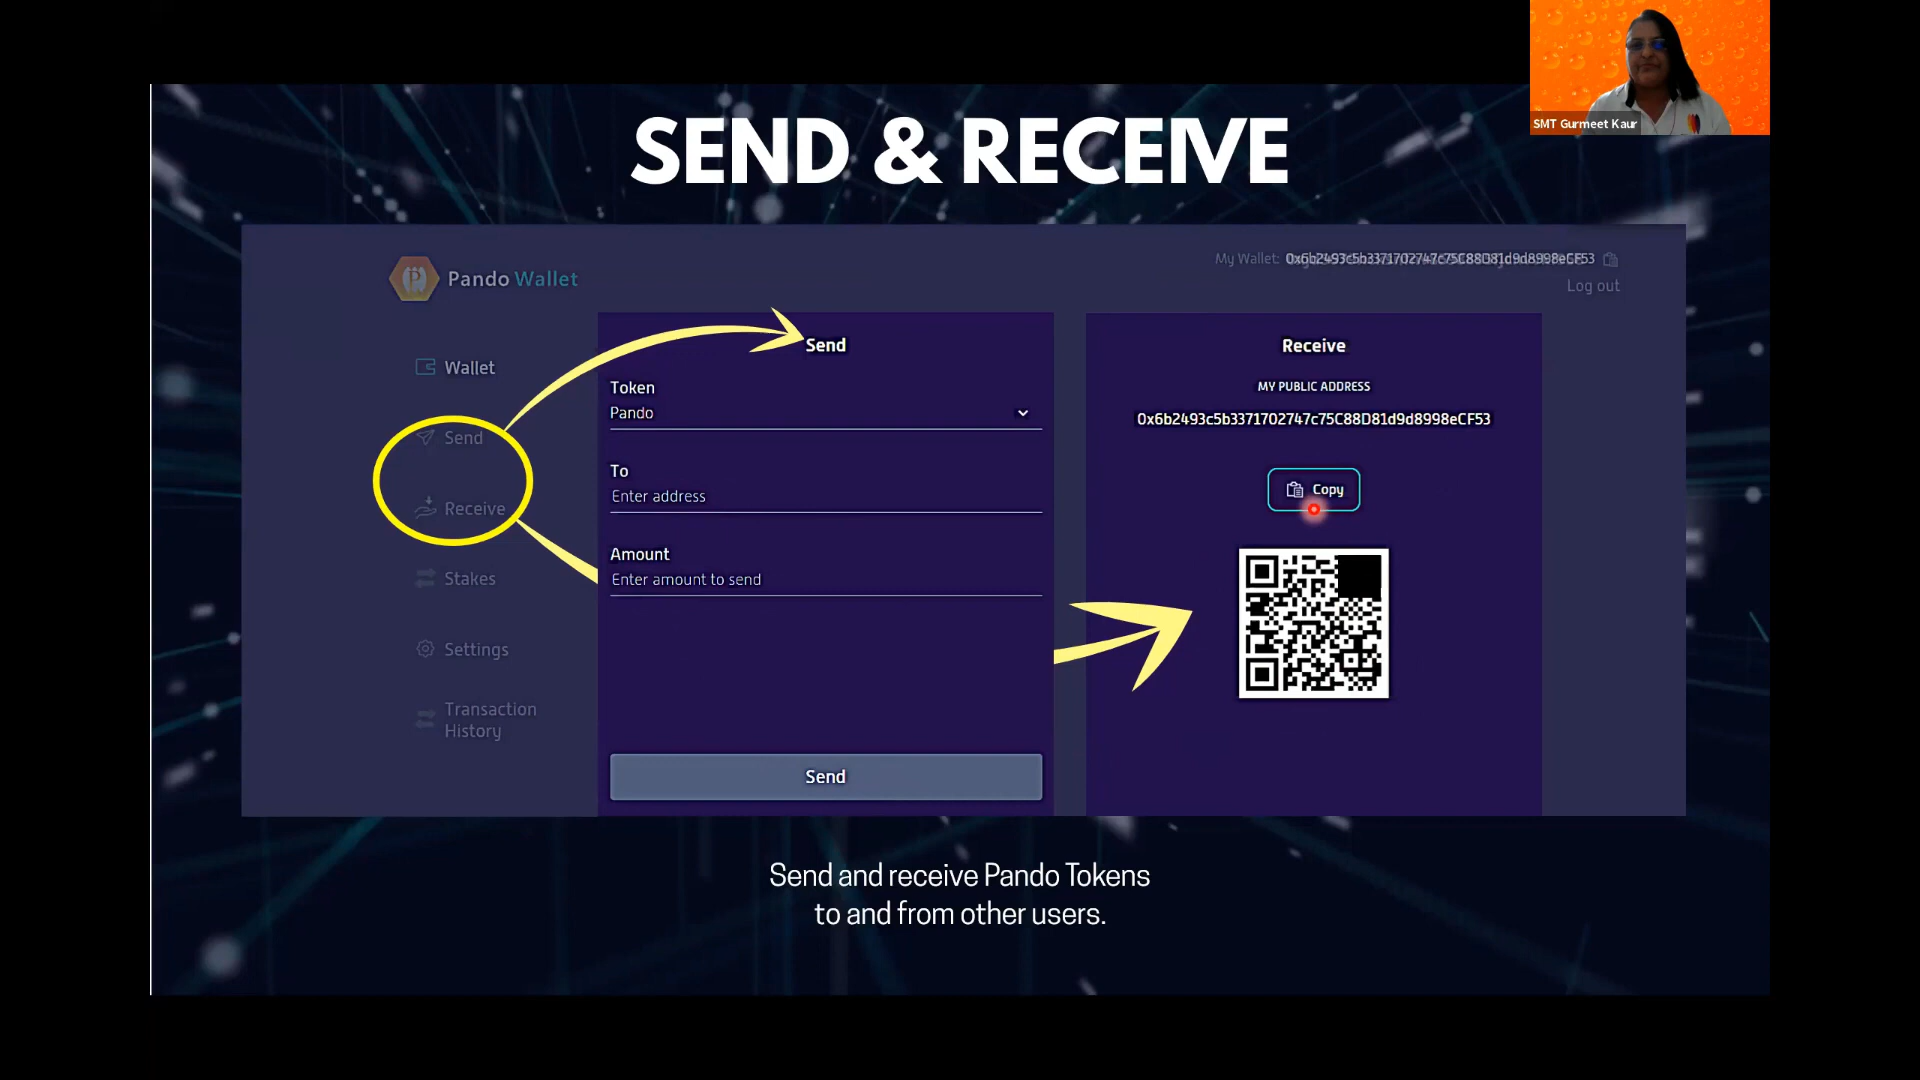 SMT Gurmeet Kaur
SEND & RECEIVE
Pando Wallet
My Wallet: 0x6b2493c5b3371702747c75C88D81d9d8998eCF53
Log out
Wallet
Send
Receive
Stakes
Settings
Transaction
History
Send
Token
Pando
To
Enter address
Amount
Enter amount to send
Send
Receive
MY PUBLIC ADDRESS
0x6b2493c5b3371702747c75C88D81d9d8998eCF53
Copy
Send and receive Pando Tokens
to and from other users.